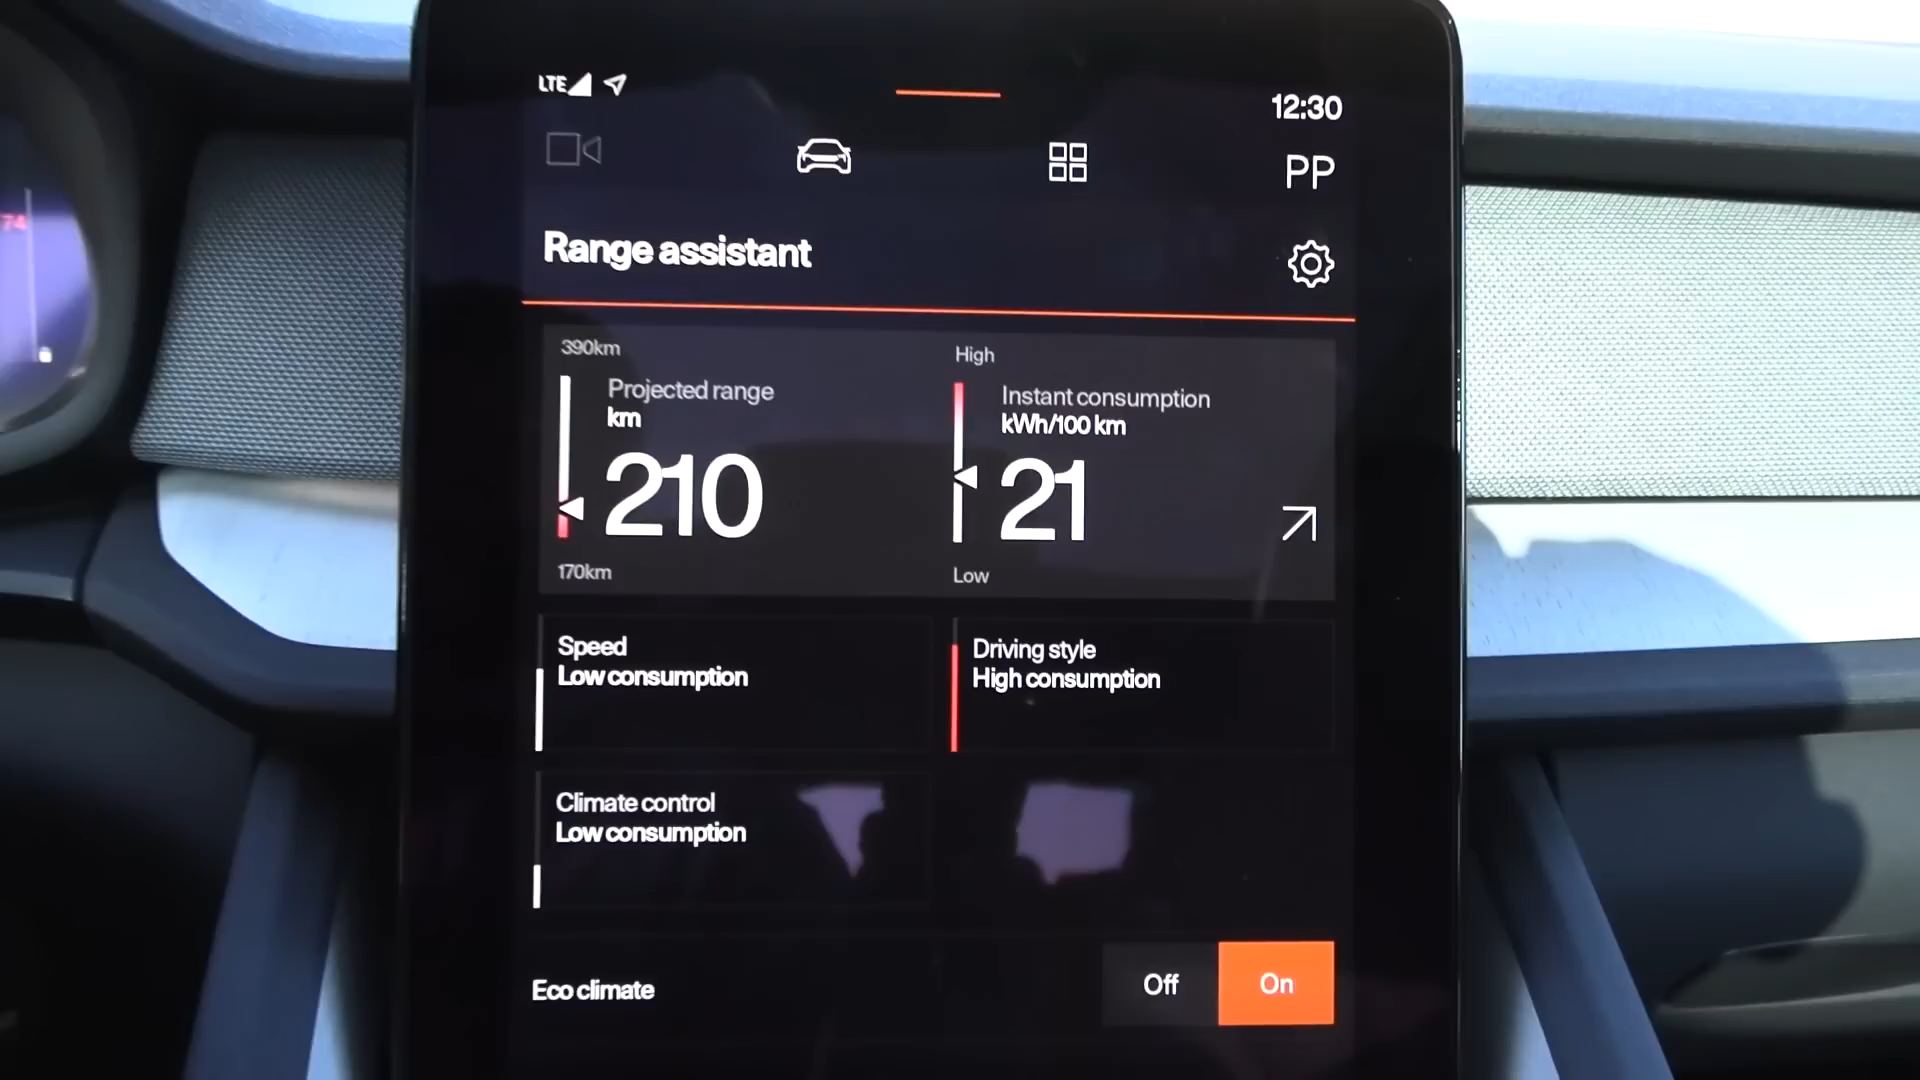 LTE
12:30
PP
Range assistant
390km
Projected range
km
210
170km
High
Instant consumption
kWh/100 km
21
Low
Speed
Low consumption
Driving style
High consumption
Climate control
Low consumption
Eco climate
Off
On
74